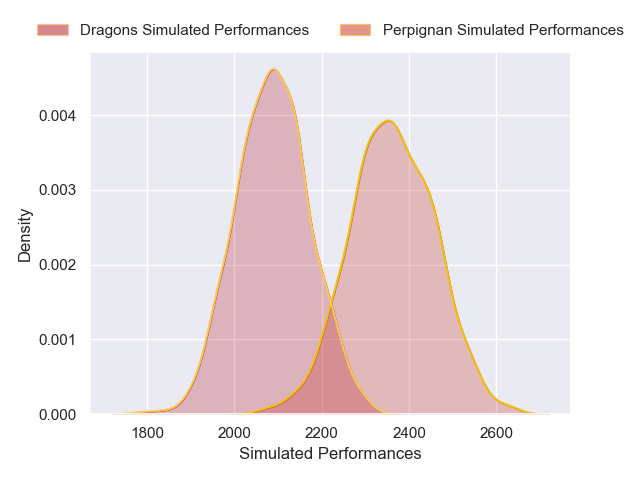 Dragons Simulated Performances Perpignan Simulated Performances
Density
0.004
0.003
0.002
0.001
0.000
1800 2000 2200 2400 2600
Simulated Performances